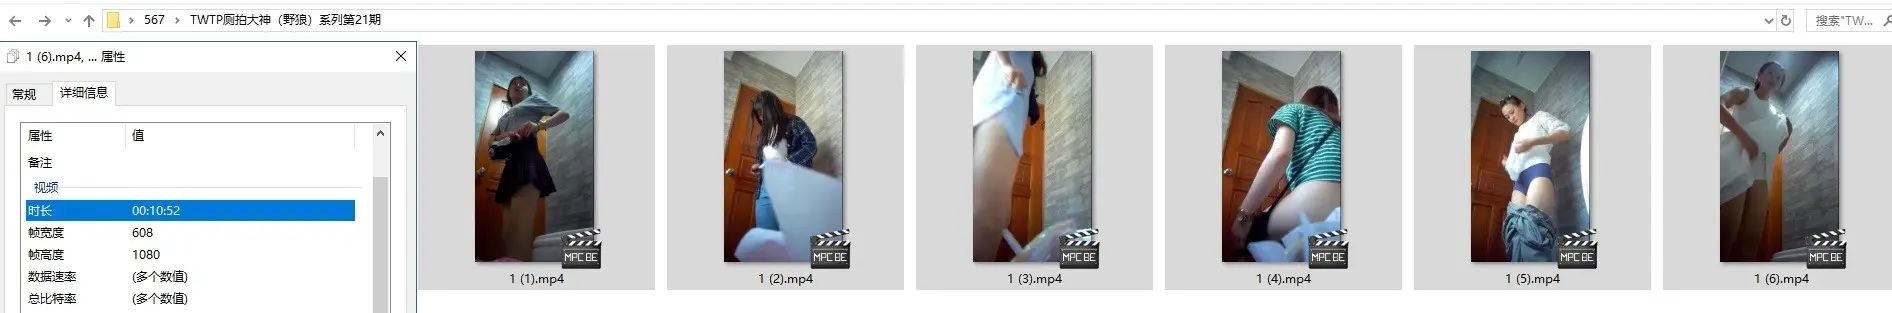 567 › TWTP厕拍大神（野狼）系列第21期
搜索"TW...
1 (6).mp4, ... 属性
常规 详细信息
属性 值
备注
视频
时长 00:10:52
帧宽度 608
帧高度 1080
数据速率 (多个数值)
总比特率 (多个数值)
MPC BE MPC BE MPC BE MPC BE MPC BE MPC BE
1 (1).mp4 1 (2).mp4 1 (3).mp4 1 (4).mp4 1 (5).mp4 1 (6).mp4